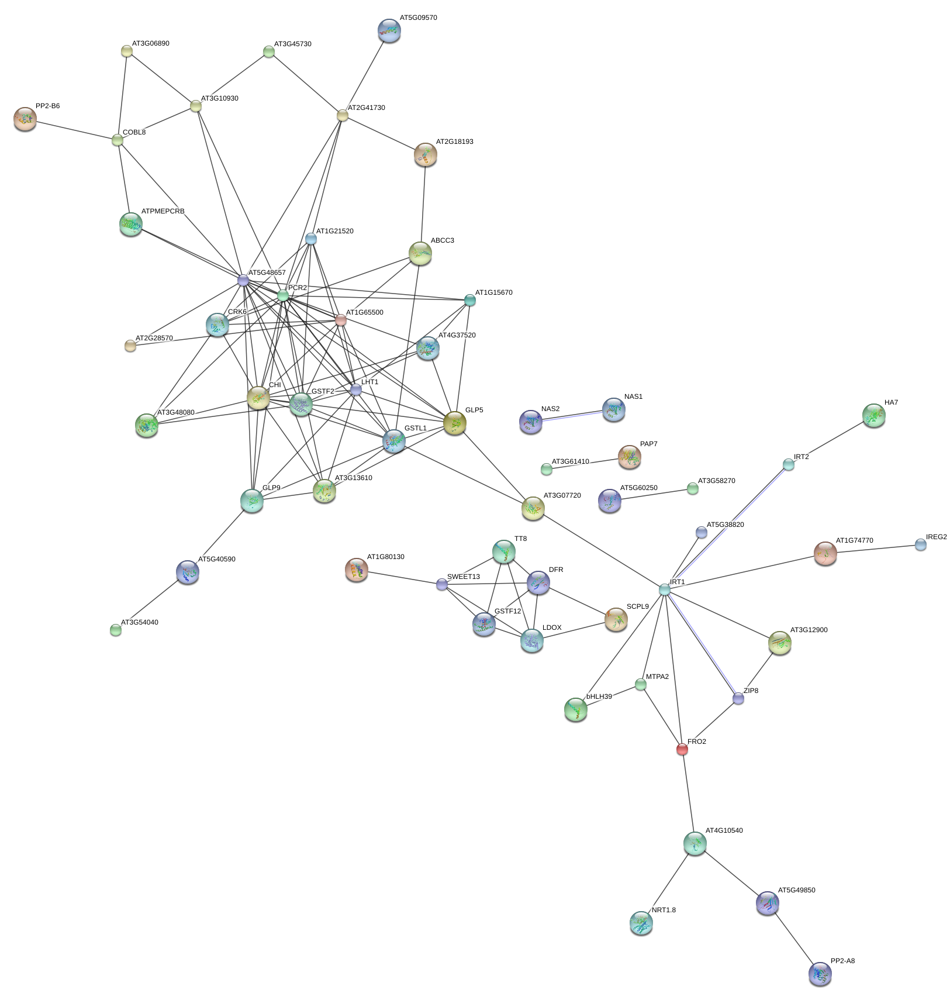 AT5G09570
AT3G06890
AT3G45730
AT3G10930
PP2-B6
AT2G41730
COBL8
AT2G18193
ATPMEPCRB
AT1G21520
ABCC3
AT5G48657
PCR2
AT1G15670
CRK6
AT1G65500
AT2G28570
AT4G37520
CHI
LHT1
GSTF2
NAS1
HA7
NAS2
AT3G48080
GLP5
GSTL1
PAP7
IRT2
AT3G61410
AT3G13610
AT3G58270
GLP9
AT5G60250
AT3G07720
AT5G38820
IREG2
TT8
AT1G74770
AT1G80130
AT5G40590
DFR
SWEET13
IRT1
SCPL9
GSTF12
AT3G54040
LDOX
AT3G12900
MTPA2
ZIP8
bHLH39
FRO2
AT4G10540
AT5G49850
NRT1.8
PP2-A8